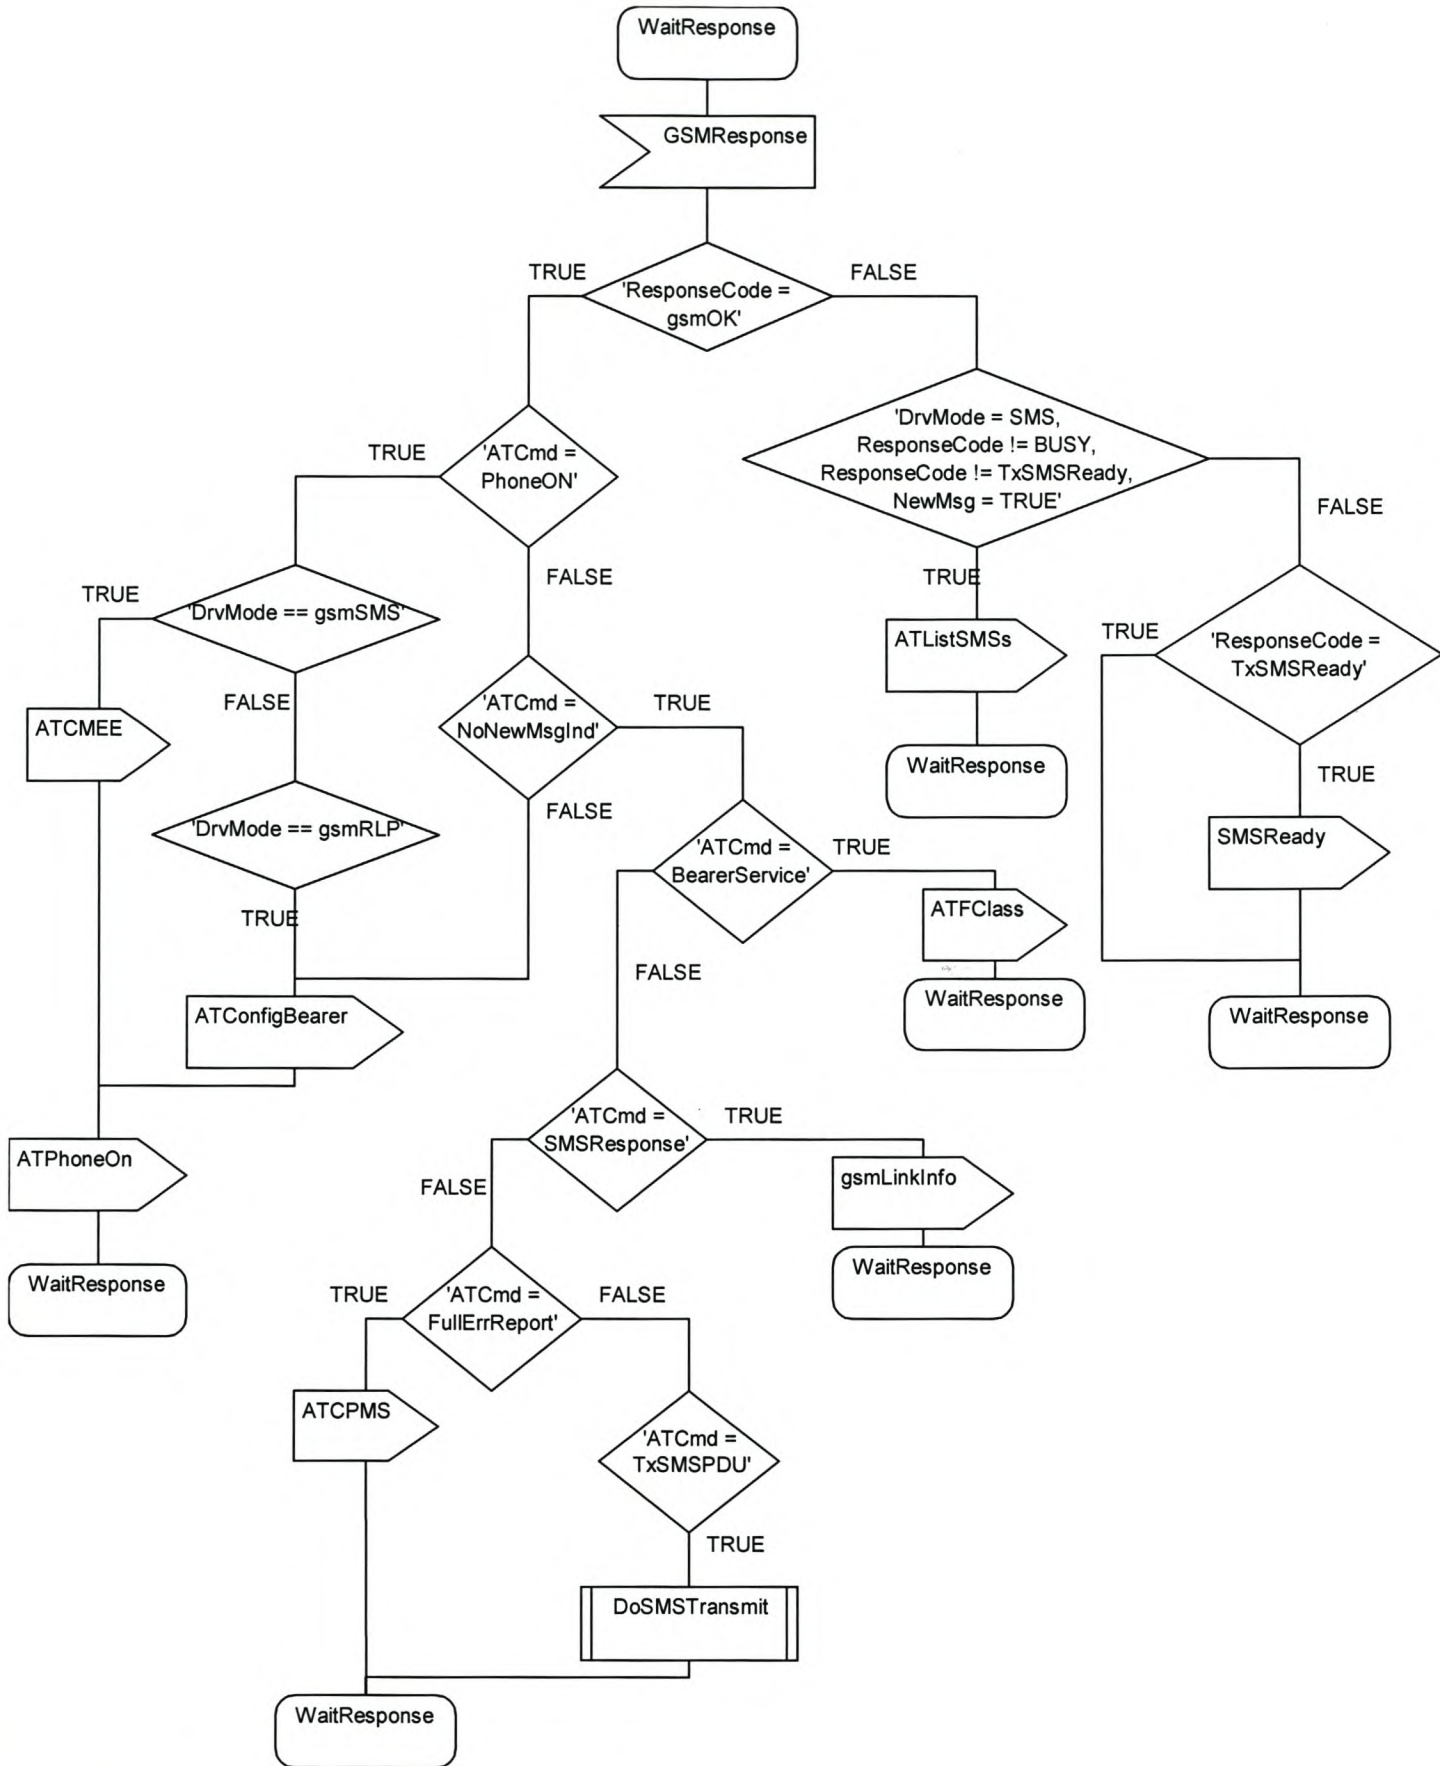 WaitResponse
GSMResponse
TRUE
FALSE
'ResponseCode =
gsmOK'
TRUE
'ATCmd =
PhoneON'
'DrvMode = SMS,
ResponseCode != BUSY,
ResponseCode != TxSMSReady,
NewMsg = TRUE'
FALSE
FALSE
TRUE
TRUE
'DrvMode == gsmSMS'
ATListSMSs
TRUE
'ResponseCode =
TxSMSReady'
FALSE
'ATCmd =
NoNewMsgInd'
TRUE
ATCMEE
WaitResponse
TRUE
FALSE
'DrvMode == gsmRLP'
'ATCmd =
BearerService'
TRUE
SMSReady
TRUE
ATFClass
FALSE
WaitResponse
ATConfigBearer
WaitResponse
'ATCmd =
SMSResponse'
TRUE
ATPhoneOn
FALSE
gsmLinkInfo
WaitResponse
TRUE
'ATCmd =
FullErrReport'
FALSE
WaitResponse
ATCPMS
'ATCmd =
TxSMSPDU'
TRUE
DoSMSTransmit
WaitResponse